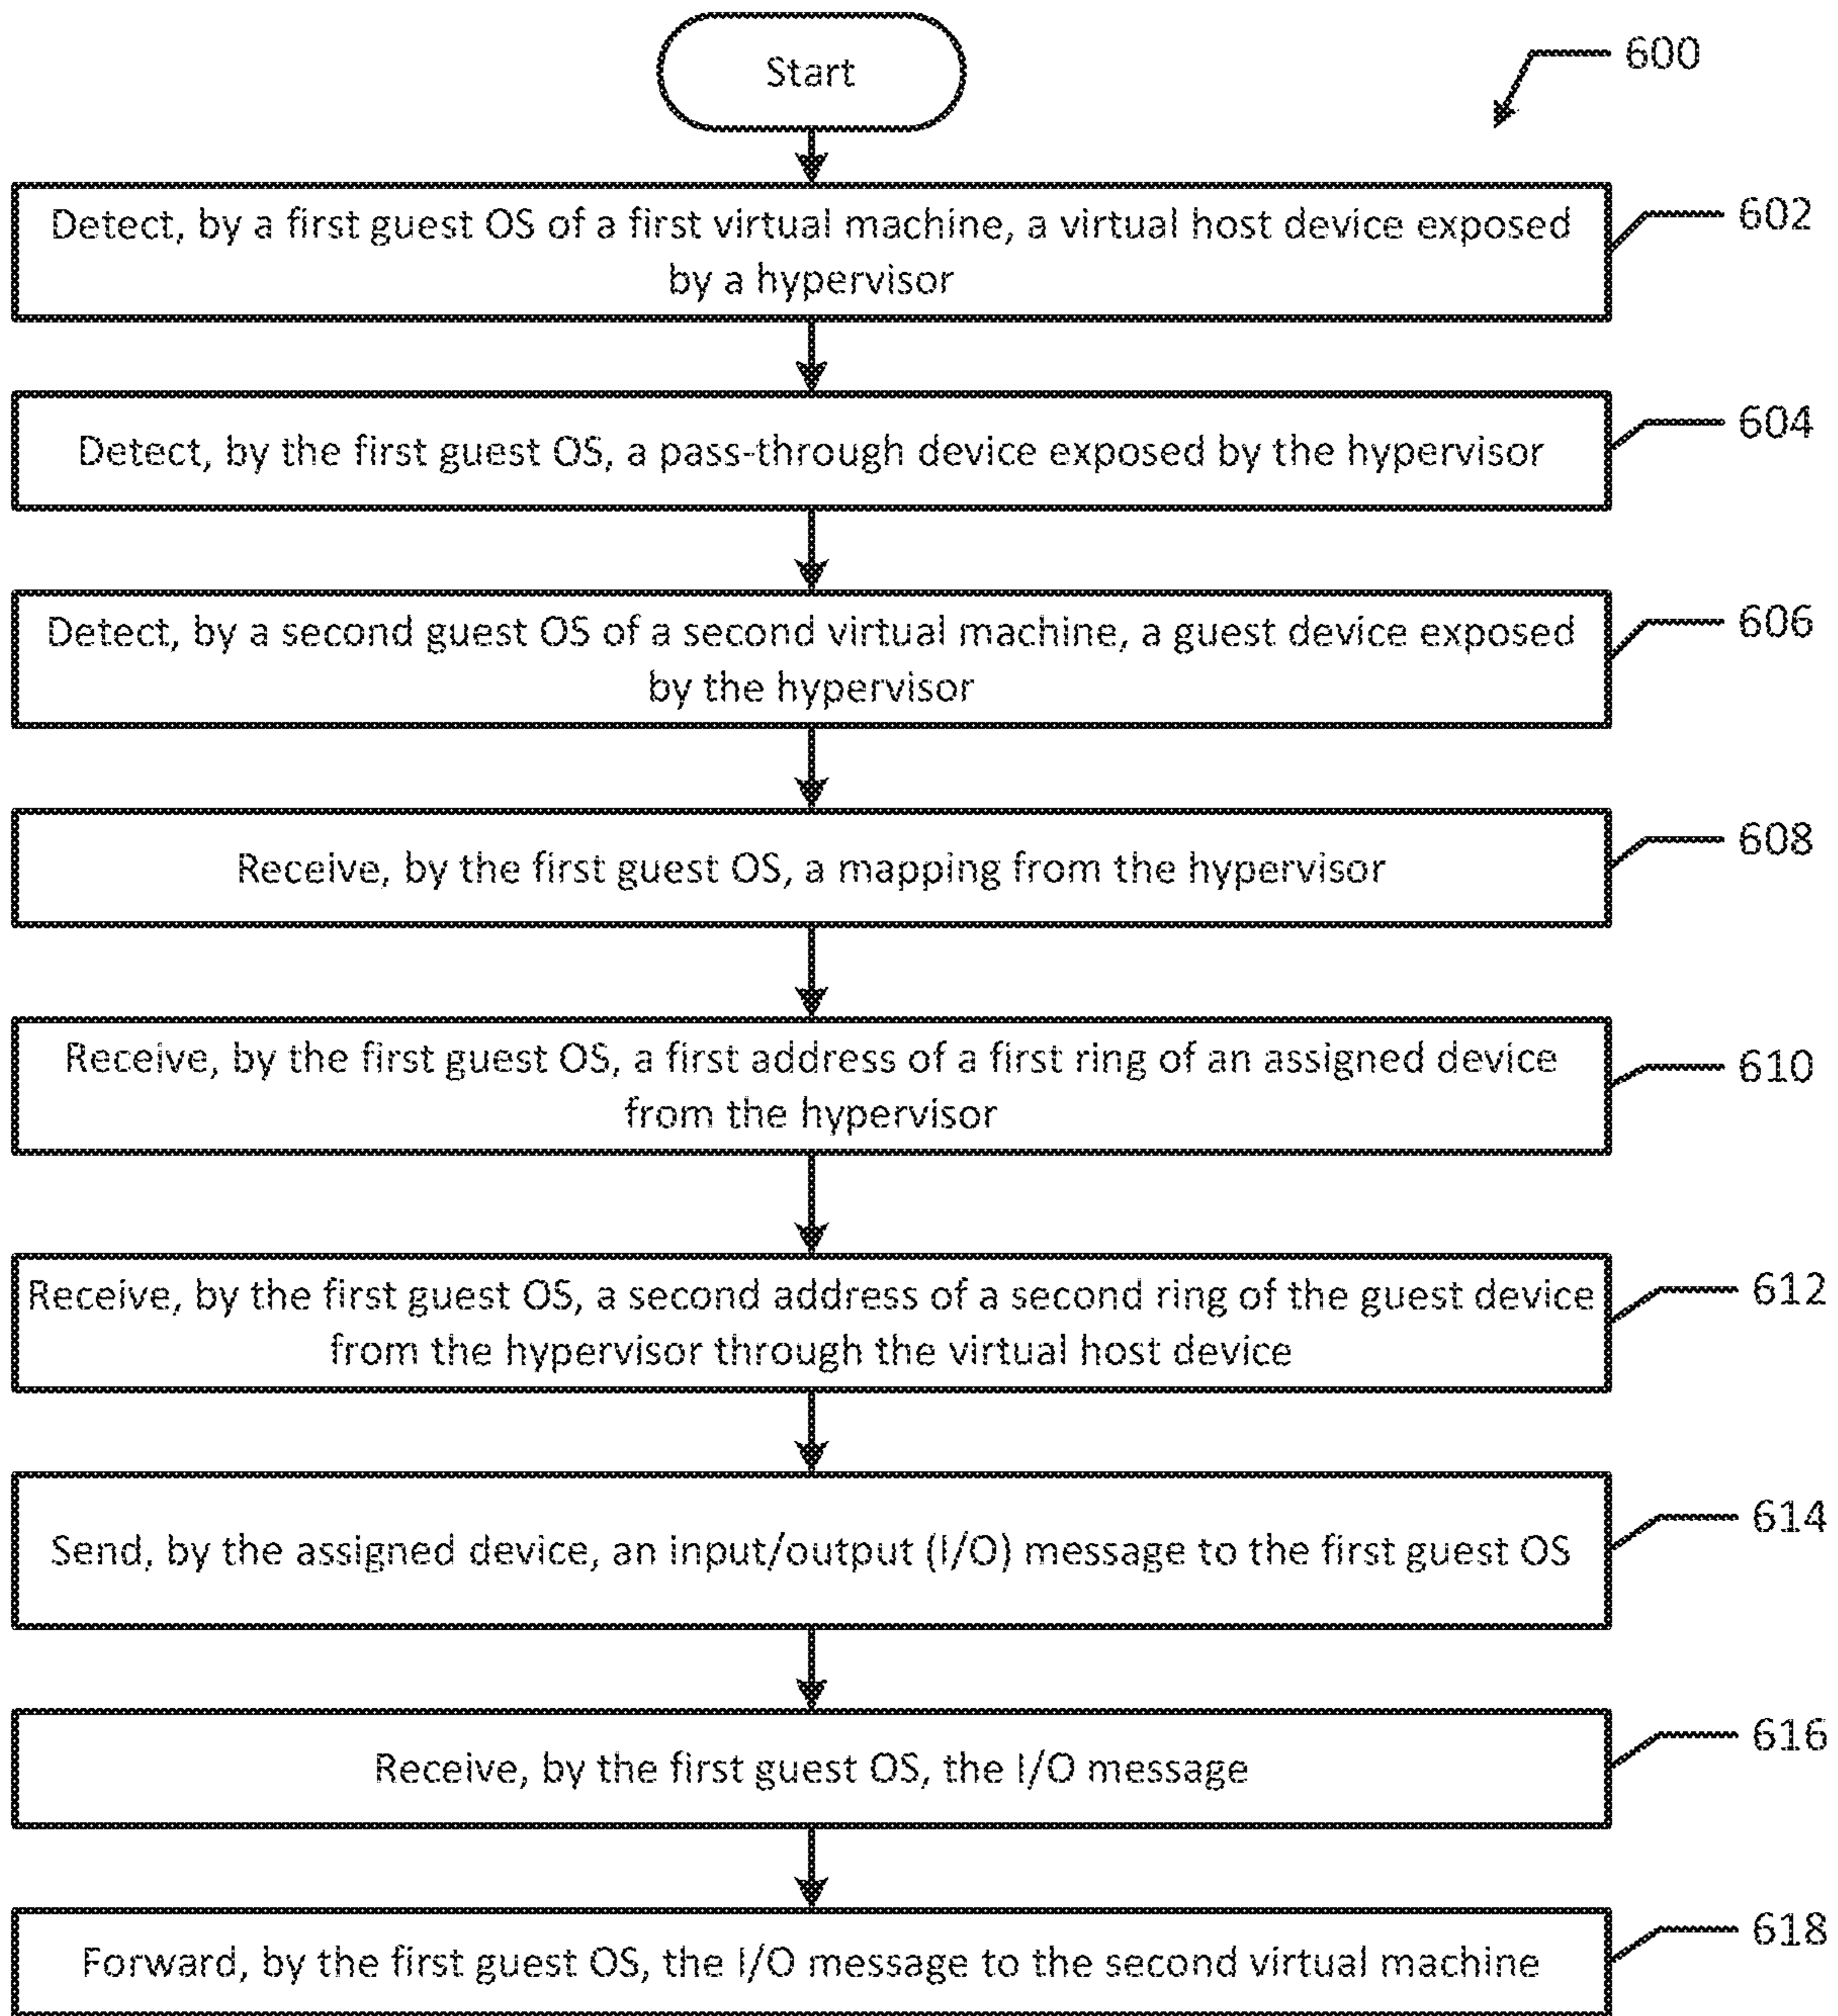 Start
600
Detect, by a first guest OS of a first virtual machine, a virtual host device exposed
by a hypervisor
602
Detect, by the first guest OS, a pass-through device exposed by the hypervisor
604
Detect, by a second guest OS of a second virtual machine, a guest device exposed
by the hypervisor
606
Receive, by the first guest OS, a mapping from the hypervisor
608
Receive, by the first guest OS, a first address of a first ring of an assigned device
from the hypervisor
610
Receive, by the first guest OS, a second address of a second ring of the guest device
from the hypervisor through the virtual host device
612
Send, by the assigned device, an input/output (I/O) message to the first guest OS
614
Receive, by the first guest OS, the I/O message
616
Forward, by the first guest OS, the I/O message to the second virtual machine
618